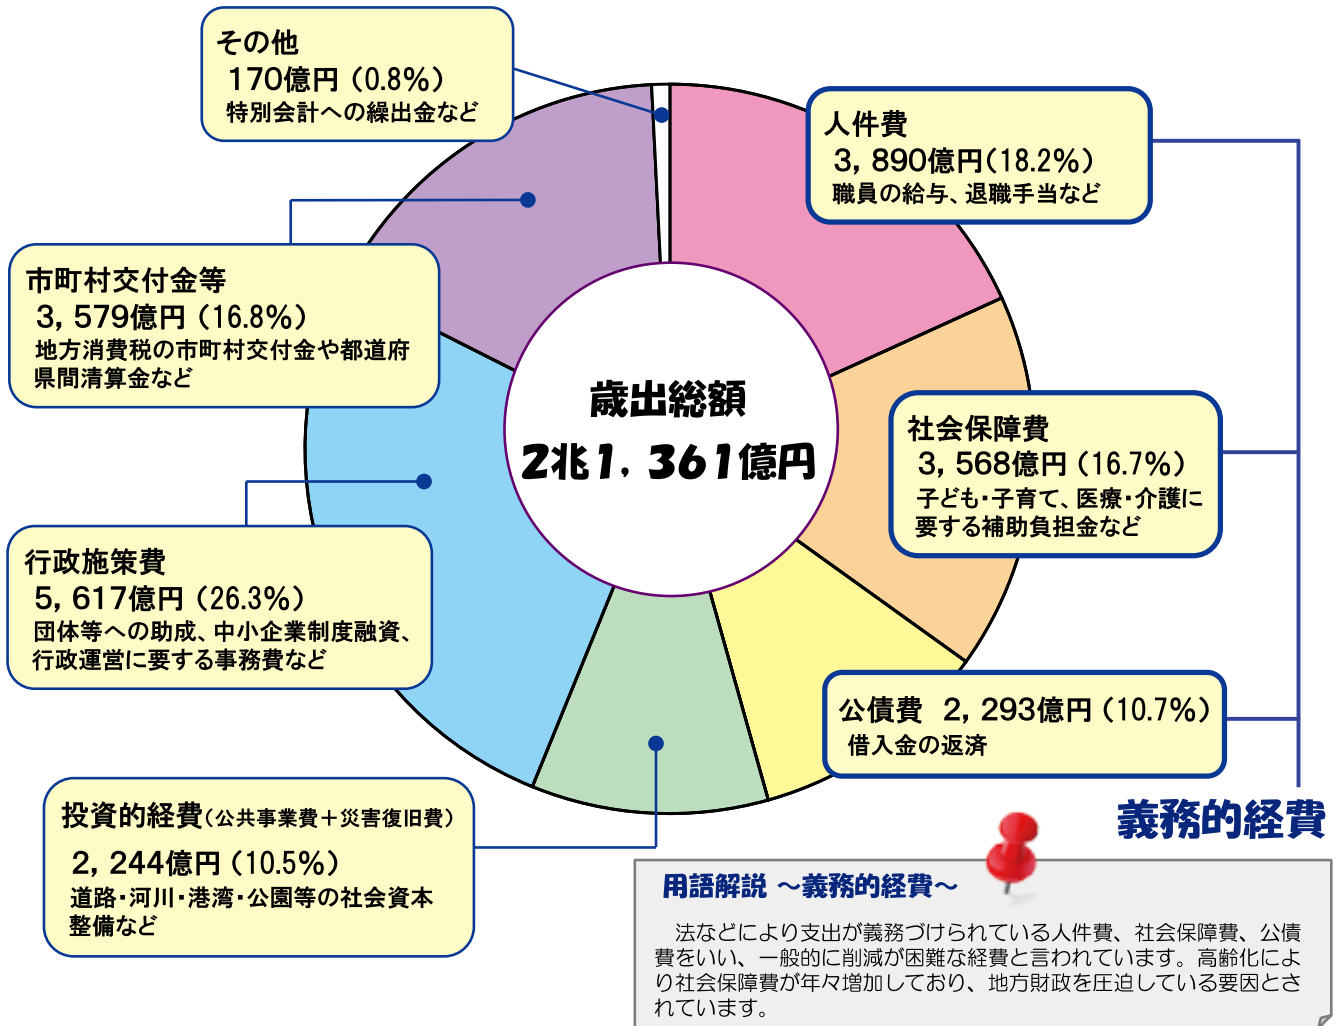 その他
170億円（0.8％）
特別会計への繰出金など
人件費
3，890億円（18.2％）
職員の給与、退職手当など
市町村交付金等
3，579億円（16.8％）
地方消費税の市町村交付金や都道府
県間清算金など
歳出総額
2兆1，361億円
社会保障費
3，568億円（16.7％）
子ども・子育て、医療・介護に
要する補助負担金など
行政施策費
5，617億円（26.3％）
団体等への助成、中小企業制度融資、
行政運営に要する事務費など
公債費　2，293億円（10.7％）
借入金の返済
投資的経費（公共事業費＋災害復旧費）
2，244億円（10.5％）
道路・河川・港湾・公園等の社会資本
整備など
義務的経費
用語解説 ～義務的経費～
法などにより支出が義務づけられている人件費、社会保障費、公債
費をいい、一般的に削減が困難な経費と言われています。高齢化によ
り社会保障費が年々増加しており、地方財政を圧迫している要因とさ
れています。